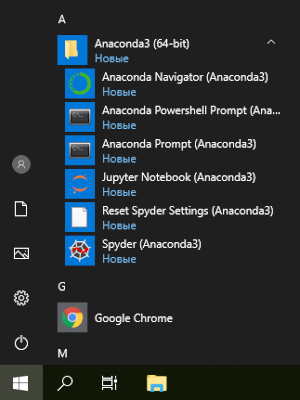 A
Anaconda3 (64-bit)
Новые
Anaconda Navigator (Anaconda3)
Новые
Anaconda Powershell Prompt (Ana...
Новые
Anaconda Prompt (Anaconda3)
Новые
Jupyter Notebook (Anaconda3)
Новые
Reset Spyder Settings (Anaconda3)
Новые
Spyder (Anaconda3)
Новые
G
Google Chrome
M